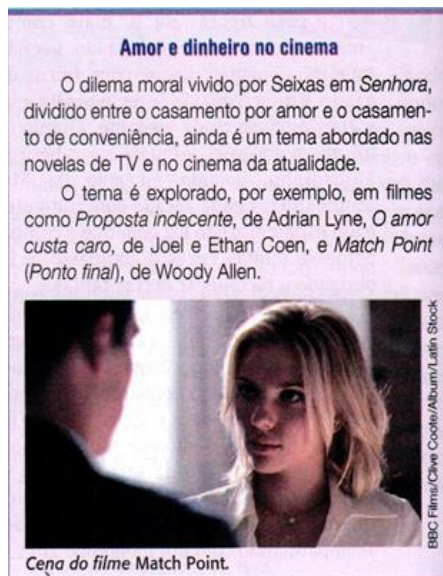 Amor e dinheiro no cinema
O dilema moral vivido por Seixas em Senhora,
dividido entre o casamento por amor e o casamen-
to de conveniência, ainda é um tema abordado nas
novelas de TV e no cinema da atualidade.
O tema é explorado, por exemplo, em filmes
como Proposta indecente, de Adrian Lyne, O amor
custa caro, de Joel e Ethan Coen, e Match Point
(Ponto final), de Woody Allen.
BBC Films/Clive Coote/Album/Latin Stock
Cena do filme Match Point.